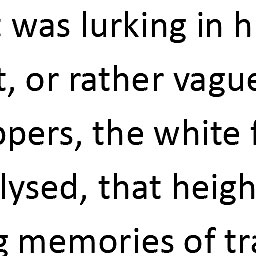 was lurking in h
t, or rather vague
ppers, the white f
lysed, that heigh
g memories of tra